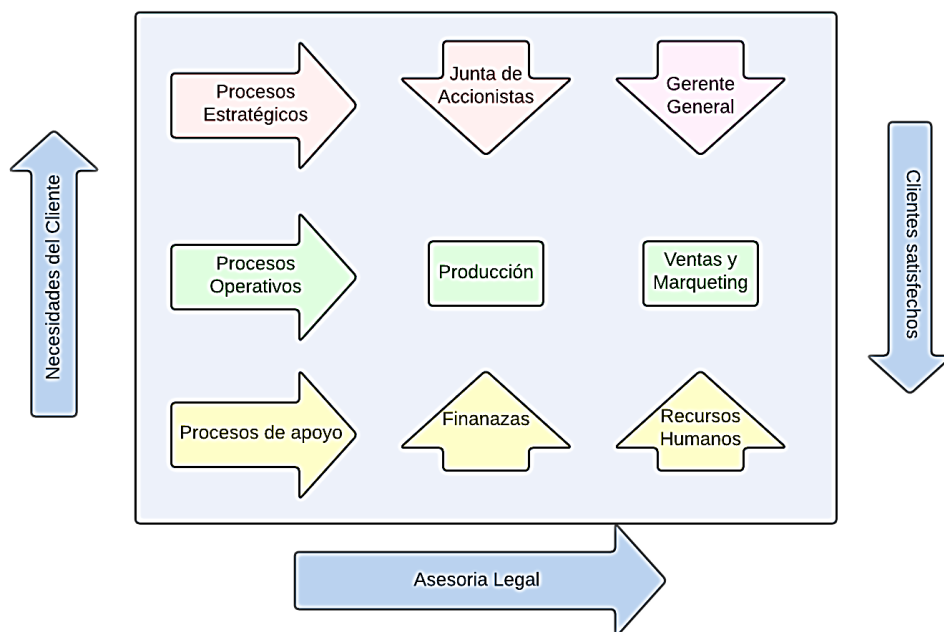 Procesos
Estratégicos
Junta de
Accionistas
Gerente
General
Necesidades del Cliente
Procesos
Operativos
Producción
Ventas y
Marqueting
Clientes satisfechos
Procesos de apoyo
Finanazas
Recursos
Humanos
Asesoria Legal